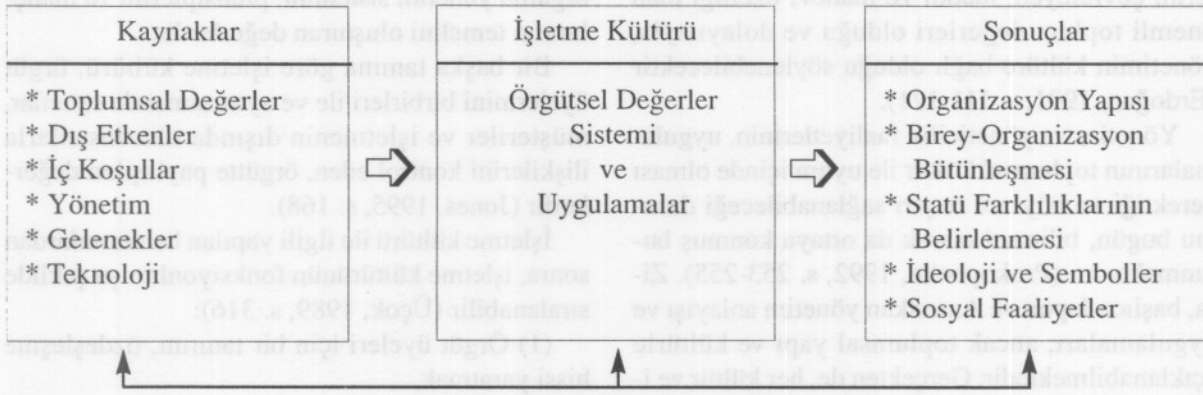 Kaynaklar
* Toplumsal Değerler
* Dış Etkenler
* İç Koşullar
* Yönetim
* Gelenekler
* Teknoloji
İşletme Kültürü
Örgütsel Değerler
Sistemi
ve
Uygulamalar
Sonuçlar
* Organizasyon Yapısı
* Birey-Organizasyon
Bütünleşmesi
* Statü Farklılıklarının
Belirlenmesi
* İdeoloji ve Semboller
* Sosyal Faaliyetler